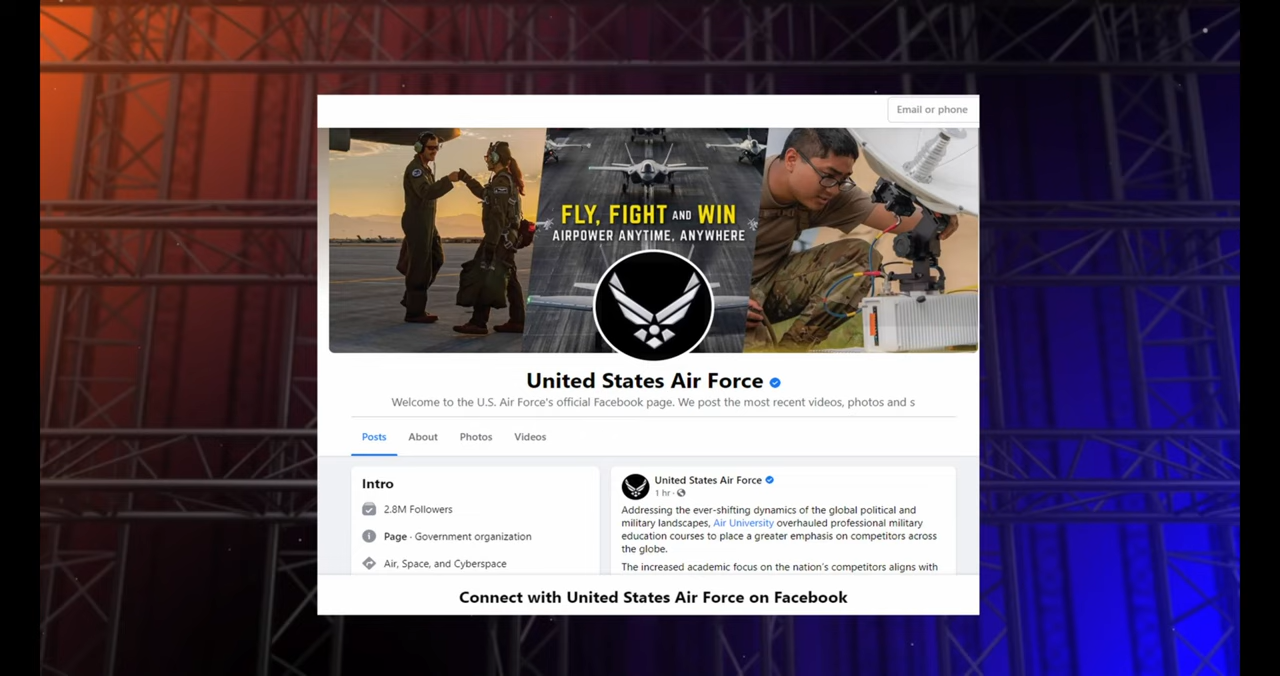 Email or phone
FLY, FIGHT AND WIN
AIRPOWER ANYTIME, ANYWHERE
United States Air Force
Welcome to the U.S. Air Force's official Facebook page. We post the most recent videos, photos and s
Posts About Photos Videos
Intro
2.8M Followers
Page · Government organization
Air, Space, and Cyberspace
United States Air Force
1 hr ·
Addressing the ever-shifting dynamics of the global political and
military landscapes, Air University overhauled professional military
education courses to place a greater emphasis on competitors across
the globe.
The increased academic focus on the nation's competitors aligns with
Connect with United States Air Force on Facebook